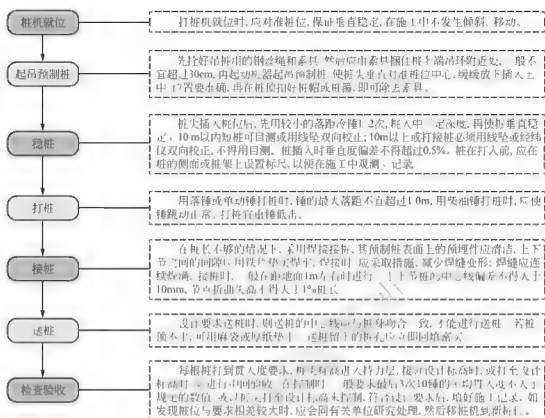 桩机就位
打桩机就位时,应对准桩位,保证垂直稳定,在施工中不发生倾斜、移动。
起吊预制桩
先拴好吊桩用的钢丝绳和索具,然后应用索具捆住桩上端吊环附近处,一般不
宜超过30cm,再起动机器起吊预制桩,使桩尖垂直对准桩位中心,缓缓放下插入土
中,位置要准确,再在桩顶扣好桩帽或桩箍,即可除去索具。
稳桩
桩尖插入桩位后,先用较小的落距冷锤1~2次,桩入土一定深度,再使桩垂直稳
定。10m以内短桩可目测或用线坠双向校正;10m以上或打接桩必须用线坠或经纬
仪双向校正,不得用目测。桩插入时垂直度偏差不得超过0.5%。桩在打入前,应在
桩的侧面或桩架上设置标尺,以便在施工中观测、记录。
打桩
用落锤或单动锤打桩时,锤的最大落距不宜超过1.0m,用柴油锤打桩时,应使
锤跳动正常。打桩宜重锤低击。
接桩
在桩长不够的情况下,采用焊接接桩,其预制桩表面上的预埋件应清洁,上下
节之间的间隙应用铁片垫实焊牢,焊接时,应采取措施,减少焊缝变形;焊缝应连
续焊满。接桩时,一般在距地面1m左右时进行。上下节桩的中心线偏差不得大于
10mm,节点折曲矢高不得大于1‰桩长
送桩
设计要求送桩时,则送桩的中心线应与桩身吻合一致,才能进行送桩。若桩
顶不平,可用麻袋或厚纸垫平。送桩留下的桩孔应立即回填密实
检查验收
每根桩打到贯入度要求,桩尖标高进入持力层,接近设计标高时,或打至设计
标高时,进行中间验收。在控制时,一般要求最后3次10锤的平均贯入度不大于
规定的数值,或以桩尖打至设计标高来控制,符合设计要求后,填好施工记录。如
发现桩位与要求相差较大时,应会同有关单位研究处理,然后移桩机到新桩位。